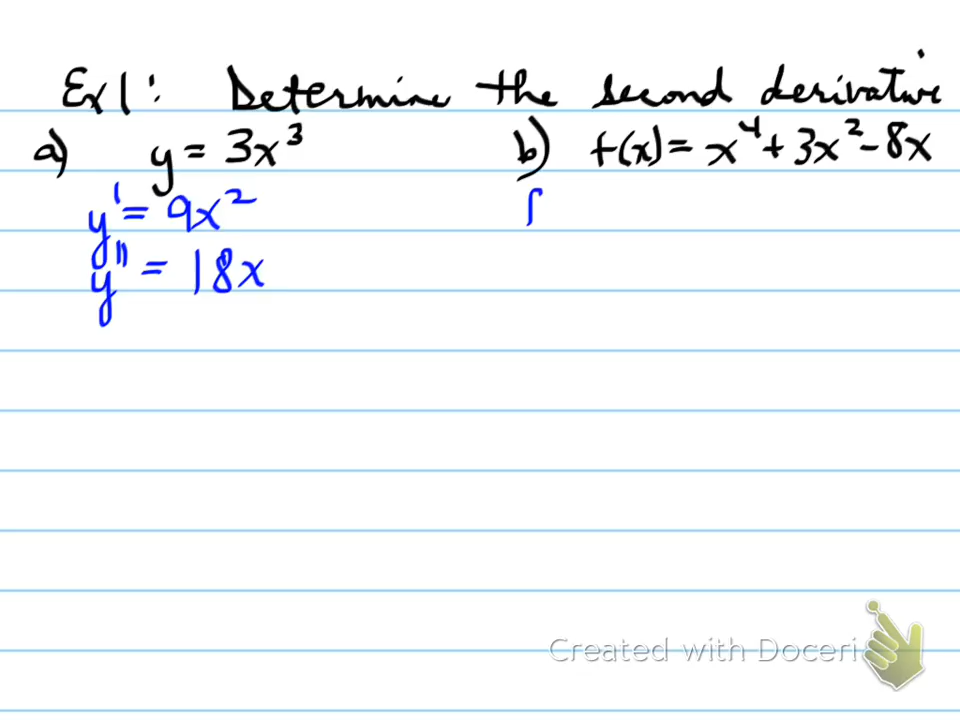 Ex 1: Determine the second derivative
a) y = 3x³ b) f(x) = x⁴ + 3x² - 8x
y' = 9x² f
y'' = 18x
Created with Doceri